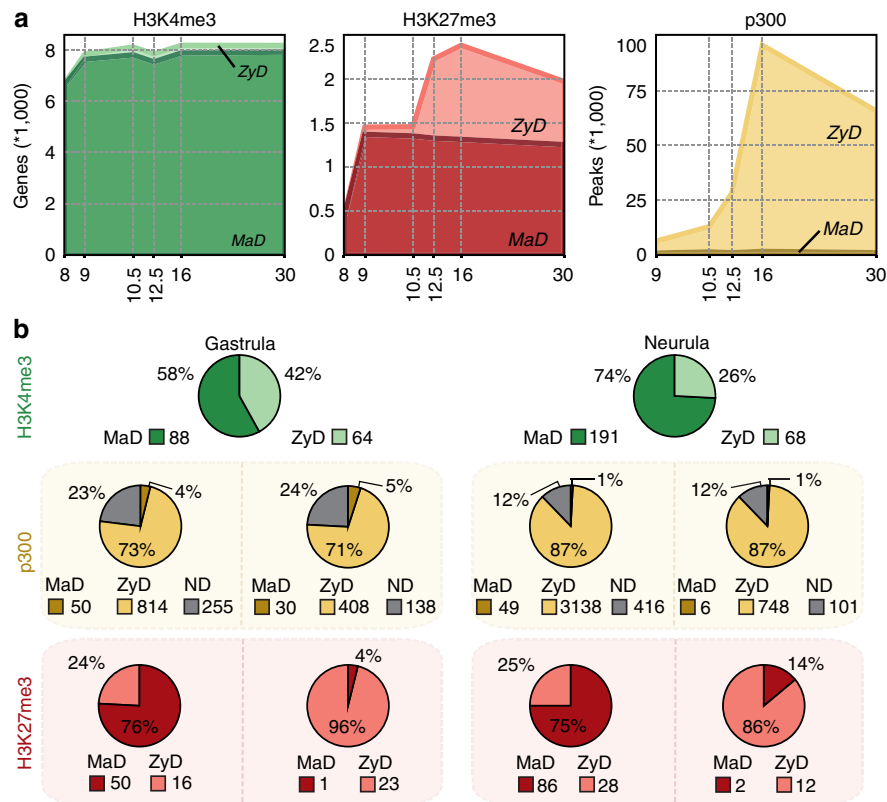 a
H3K4me3
H3K27me3
p300
Genes (*1,000)
8
6
4
2
0
ZyD
MaD
8 9 10.5 12.5 16 30
2.5
2
1.5
1
0.5
0
ZyD
MaD
8 9 10.5 12.5 16 30
Peaks (*1,000)
100
75
50
25
0
ZyD
MaD
9 10.5 12.5 16 30
b
H3K4me3
Gastrula
58% 42%
MaD 88 ZyD 64
Neurula
74% 26%
MaD 191 ZyD 68
p300
23% 4%
73%
MaD ZyD ND
50 814 255
24% 5%
71%
MaD ZyD ND
30 408 138
12% 1%
87%
MaD ZyD ND
49 3138 416
12% 1%
87%
MaD ZyD ND
6 748 101
H3K27me3
24%
76%
MaD ZyD
50 16
4%
96%
MaD ZyD
1 23
25%
75%
MaD ZyD
86 28
14%
86%
MaD ZyD
2 12